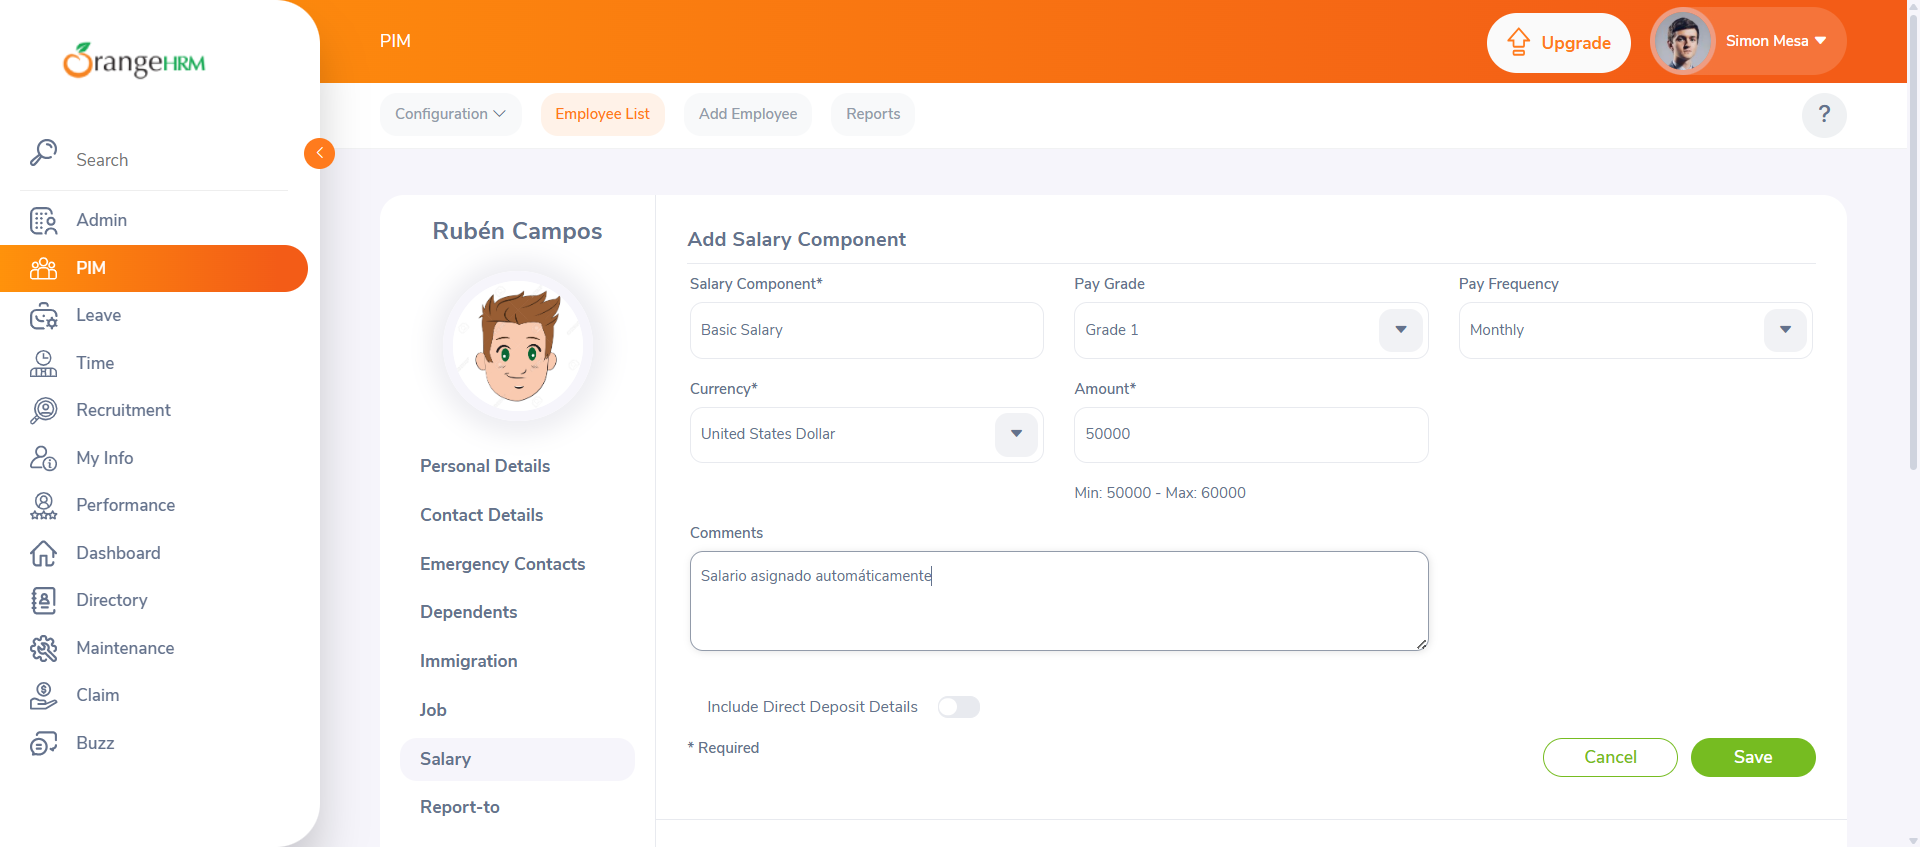 OrangeHRM
Search
Admin
PIM
Leave
Time
Recruitment
My Info
Performance
Dashboard
Directory
Maintenance
Claim
Buzz
PIM
Upgrade
Simon Mesa
Configuration
Employee List
Add Employee
Reports
?
Rubén Campos
Personal Details
Contact Details
Emergency Contacts
Dependents
Immigration
Job
Salary
Report-to
Add Salary Component
Salary Component*
Pay Grade
Pay Frequency
Basic Salary
Grade 1
Monthly
Currency*
Amount*
United States Dollar
50000
Min: 50000 - Max: 60000
Comments
Salario asignado automáticamente
Include Direct Deposit Details
* Required
Cancel
Save